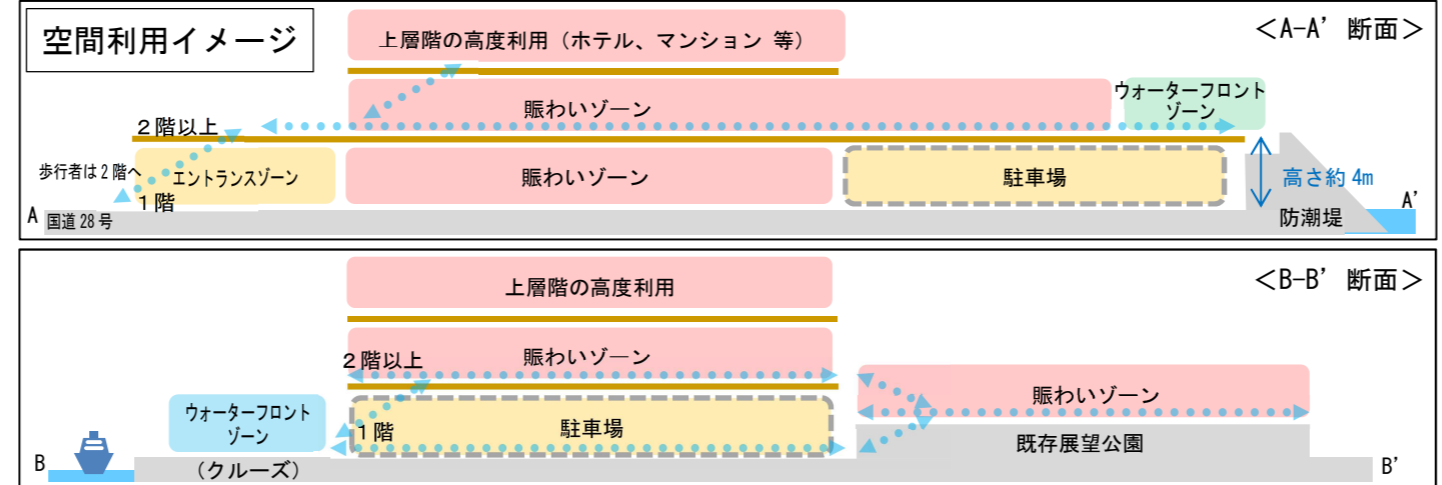 空間利用イメージ
＜A-A’ 断面＞
上層階の高度利用（ホテル、マンション 等）
賑わいゾーン
ウォーターフロント
ゾーン
２階以上
歩行者は２階へ
エントランスゾーン
賑わいゾーン
駐車場
高さ約 4m
１階
A
国道 28 号
防潮堤
A’
＜B-B’ 断面＞
上層階の高度利用
２階以上
賑わいゾーン
賑わいゾーン
ウォーターフロント
ゾーン
１階
駐車場
既存展望公園
B
（クルーズ）
B’